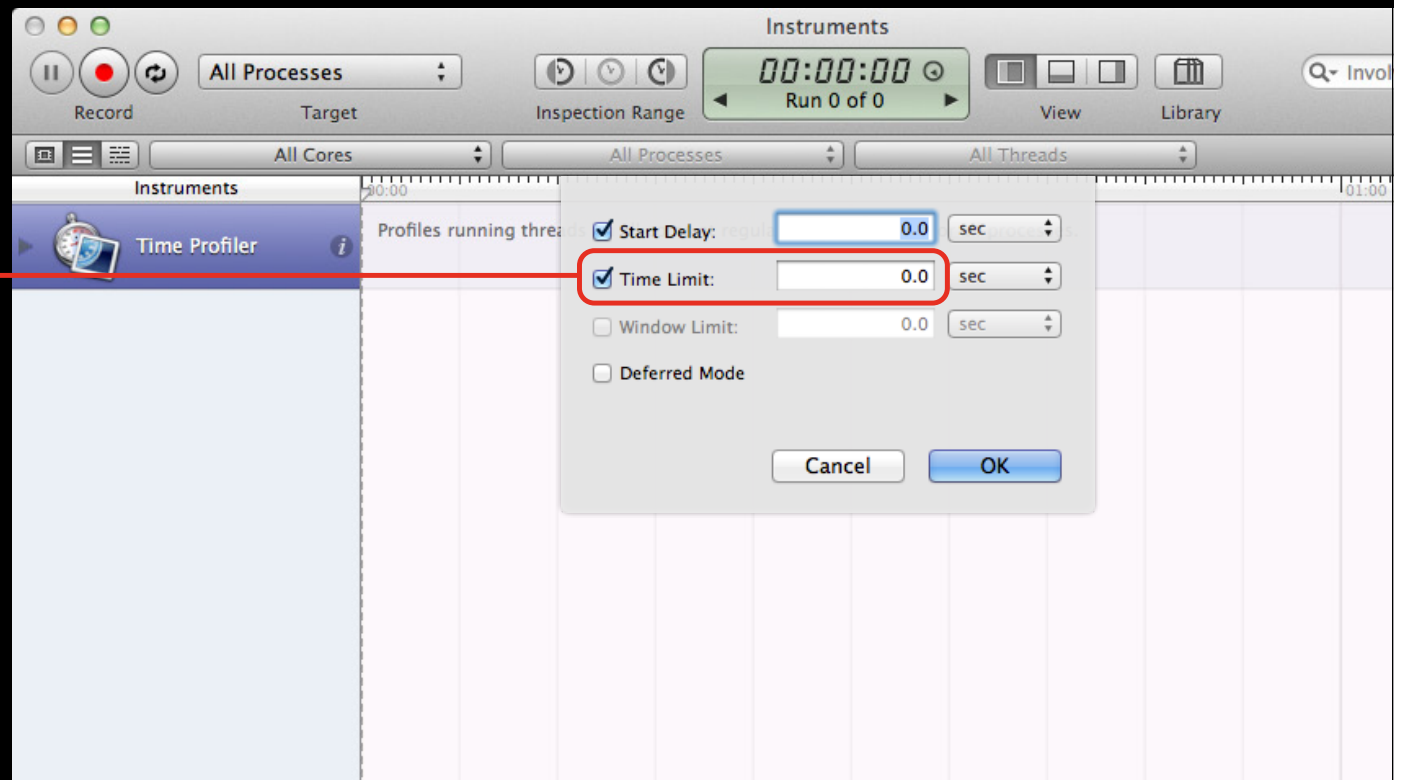 Instruments
All Processes
00:00:00
Run 0 of 0
Record
Target
Inspection Range
View
Library
Invol
All Cores
All Processes
All Threads
Instruments
00:00
01:00
Time Profiler
Profiles running threa
Start Delay:
0.0
sec
Time Limit:
0.0
sec
Window Limit:
0.0
sec
Deferred Mode
Cancel
OK